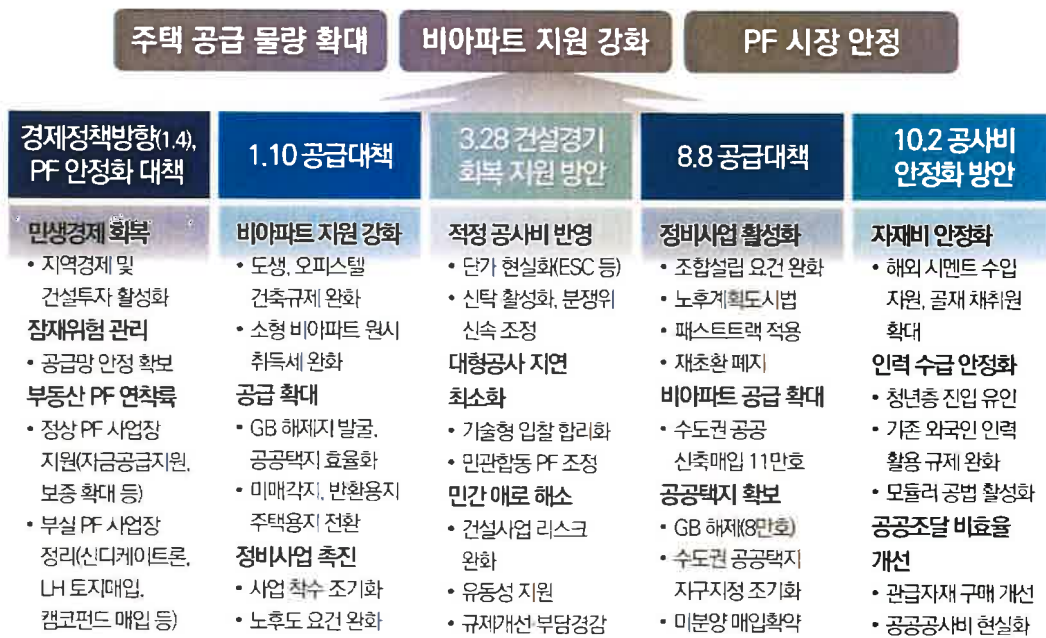 주택 공급 물량 확대
비아파트 지원 강화
PF 시장 안정
경제정책방향(1.4),
PF 안정화 대책
민생경제 회복
• 지역경제 및
건설투자 활성화
잠재위험 관리
• 공급망 안정 확보
부동산 PF 연착륙
• 정상 PF 사업장
지원(자금공급지원,
보증 확대 등)
• 부실 PF 사업장
정리(신디케이트론,
LH 토지매입,
캠코펀드 매입 등)
1.10 공급대책
비아파트 지원 강화
• 도생, 오피스텔
건축규제 완화
• 소형 비아파트 원시
취득세 완화
공급 확대
• GB 해제지 발굴,
공공택지 효율화
• 미매각지, 반환용지
주택용지 전환
정비사업 촉진
• 사업 착수 조기화
• 노후도 요건 완화
3.28 건설경기
회복 지원 방안
적정 공사비 반영
• 단가 현실화(ESC 등)
• 신탁 활성화, 분쟁위
신속 조정
대형공사 지연
최소화
• 기술형 입찰 합리화
• 민관합동 PF 조정
민간 애로 해소
• 건설사업 리스크
완화
• 유동성 지원
• 규제개선·부담경감
8.8 공급대책
정비사업 활성화
• 조합설립 요건 완화
• 노후계획도시법
• 패스트트랙 적용
• 재초환 폐지
비아파트 공급 확대
• 수도권 공공
신축매입 11만호
공공택지 확보
• GB 해제(8만호)
• 수도권 공공택지
지구지정 조기화
• 미분양 매입확약
10.2 공사비
안정화 방안
자재비 안정화
• 해외 시멘트 수입
지원, 골재 채취원
확대
인력 수급 안정화
• 청년층 진입 유인
• 기존 외국인 인력
활용 규제 완화
• 모듈러 공법 활성화
공공조달 비효율
개선
• 관급자재 구매 개선
• 공공공사비 현실화